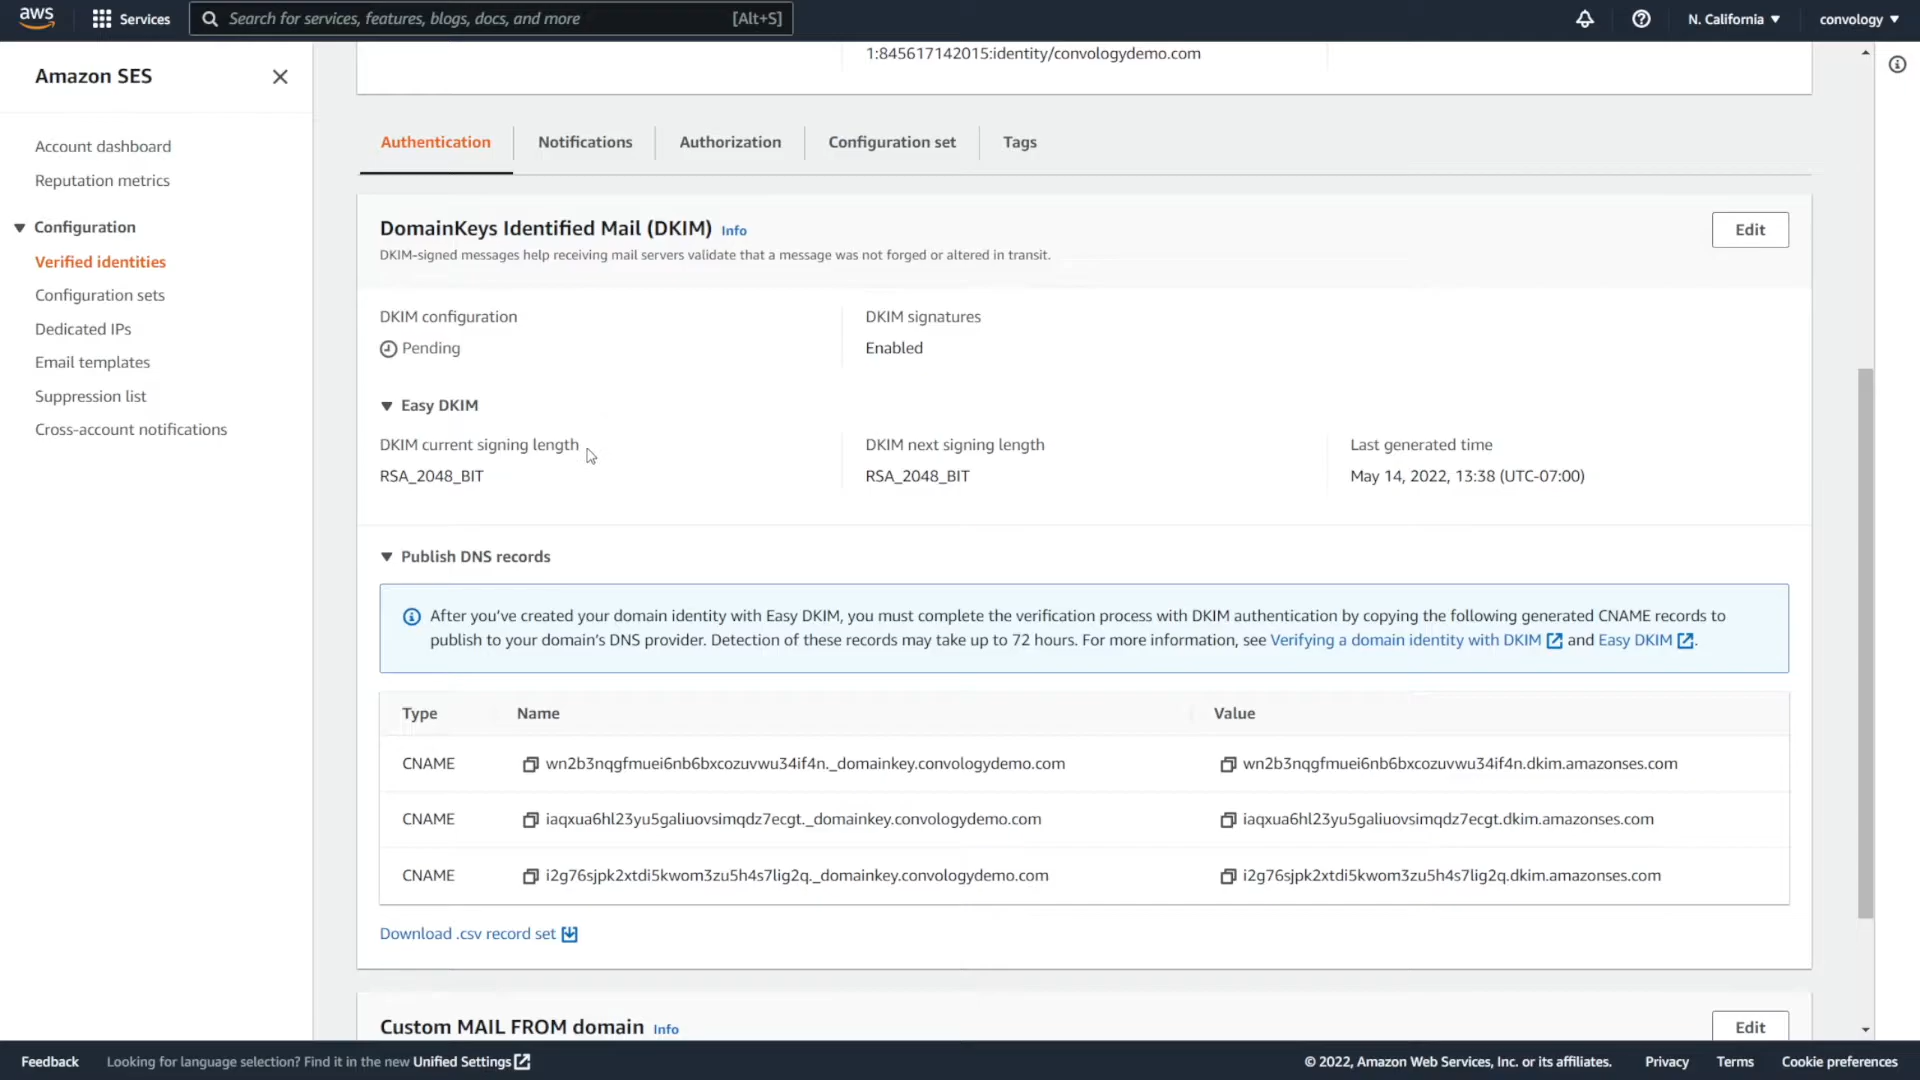 aws
Services
Search for services, features, blogs, docs, and more [Alt+S]
N. California ▼
convology ▼
Amazon SES
Account dashboard
Reputation metrics
▼ Configuration
Verified identities
Configuration sets
Dedicated IPs
Email templates
Suppression list
Cross-account notifications
1:845617142015:identity/convologydemo.com
Authentication
Notifications
Authorization
Configuration set
Tags
DomainKeys Identified Mail (DKIM) Info
Edit
DKIM-signed messages help receiving mail servers validate that a message was not forged or altered in transit.
DKIM configuration
Pending
DKIM signatures
Enabled
▼ Easy DKIM
DKIM current signing length
RSA_2048_BIT
DKIM next signing length
RSA_2048_BIT
Last generated time
May 14, 2022, 13:38 (UTC-07:00)
▼ Publish DNS records
After you've created your domain identity with Easy DKIM, you must complete the verification process with DKIM authentication by copying the following generated CNAME records to
publish to your domain's DNS provider. Detection of these records may take up to 72 hours. For more information, see Verifying a domain identity with DKIM and Easy DKIM.
Type Name Value
CNAME wn2b3nqgfmuei6nb6bxcozuvwu34if4n._domainkey.convologydemo.com wn2b3nqgfmuei6nb6bxcozuvwu34if4n.dkim.amazonses.com
CNAME iaqxua6hl23yu5galiuovsimqdz7ecgt._domainkey.convologydemo.com iaqxua6hl23yu5galiuovsimqdz7ecgt.dkim.amazonses.com
CNAME i2g76sjpk2xtdi5kwom3zu5h4s7lig2q._domainkey.convologydemo.com i2g76sjpk2xtdi5kwom3zu5h4s7lig2q.dkim.amazonses.com
Download .csv record set
Custom MAIL FROM domain Info
Edit
Feedback
Looking for language selection? Find it in the new Unified Settings
© 2022, Amazon Web Services, Inc. or its affiliates.
Privacy
Terms
Cookie preferences